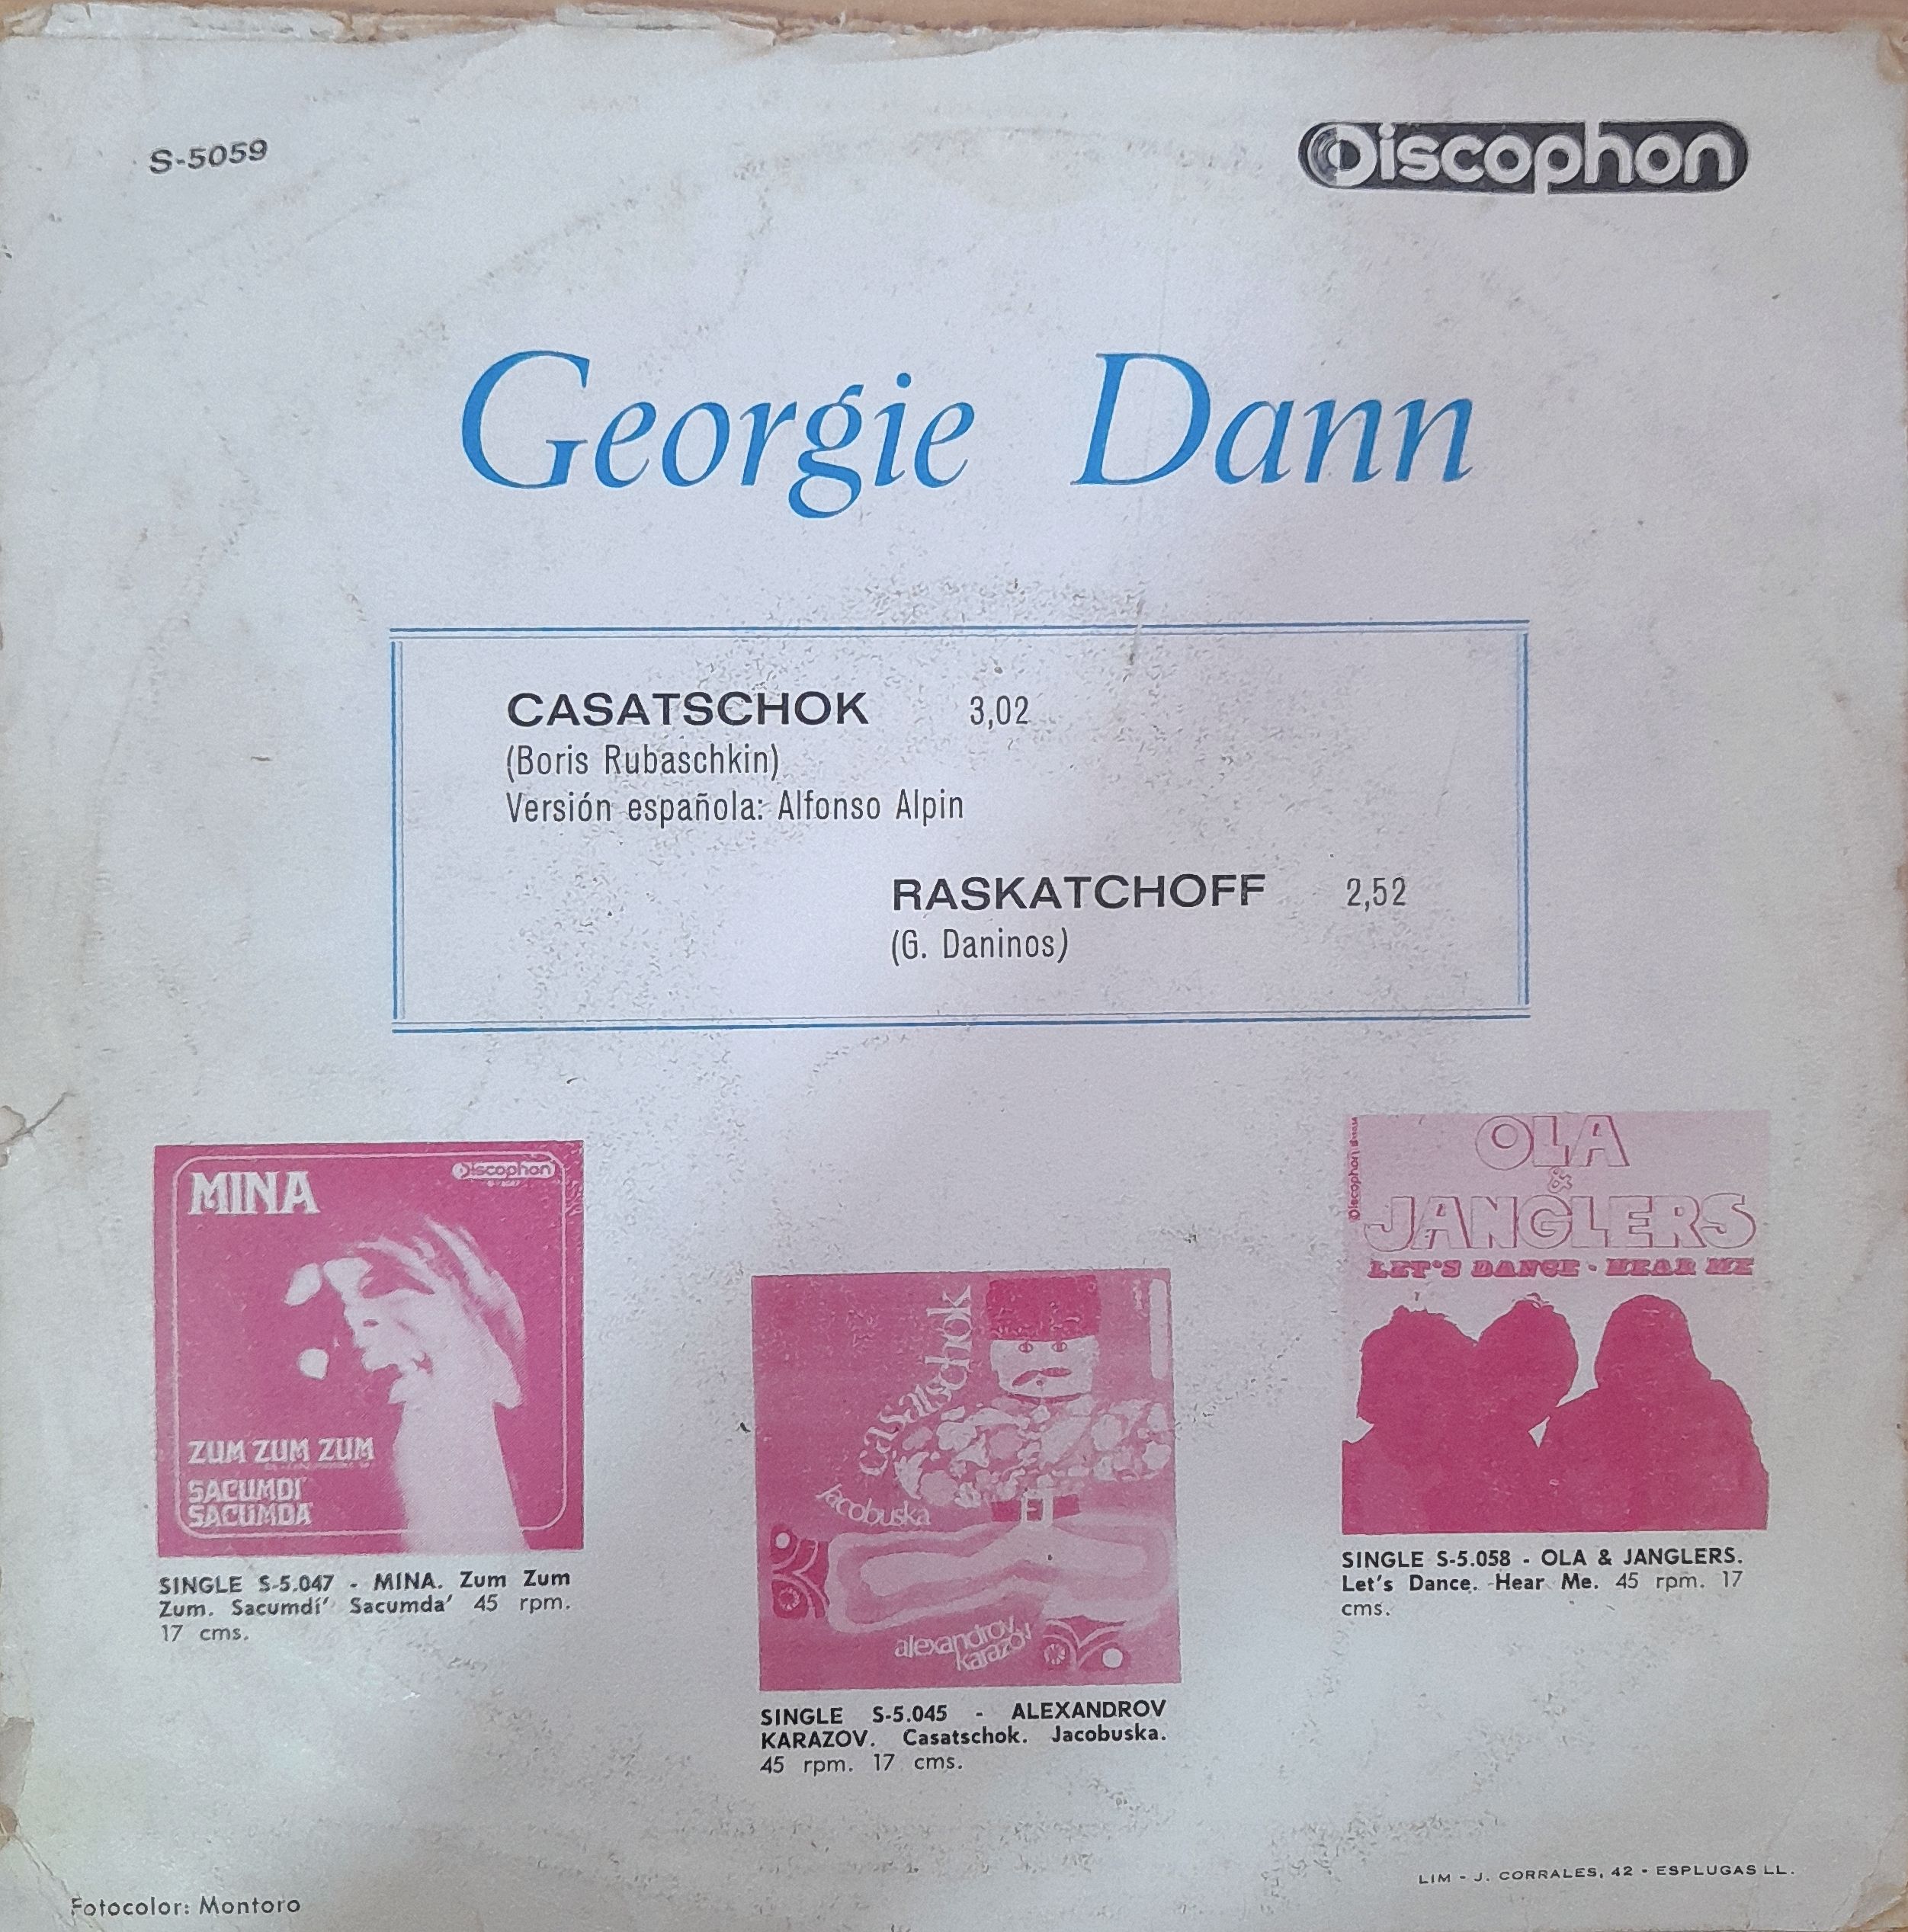 S-5059
Discophon
Georgie Dann
CASATSCHOK 3,02
(Boris Rubaschkin)
Versión española: Alfonso Alpin
RASKATCHOFF 2,52
(G. Daninos)
MINA
Discophon
ZUM ZUM ZUM
SACUMDI'
SACUMDA'
SINGLE S-5.047 - MINA. Zum Zum
Zum. Sacumdí' Sacumda' 45 rpm.
17 cms.
casatschok
Jacobuska
alexandrov
karazov
SINGLE S-5.045 - ALEXANDROV
KARAZOV. Casatschok. Jacobuska.
45 rpm. 17 cms.
Discophon
OLA
&
JANGLERS
LET'S DANCE · HEAR ME
SINGLE S-5.058 - OLA & JANGLERS.
Let's Dance. Hear Me. 45 rpm. 17
cms.
Fotocolor: Montoro
LIM - J. CORRALES, 42 - ESPLUGAS LL.